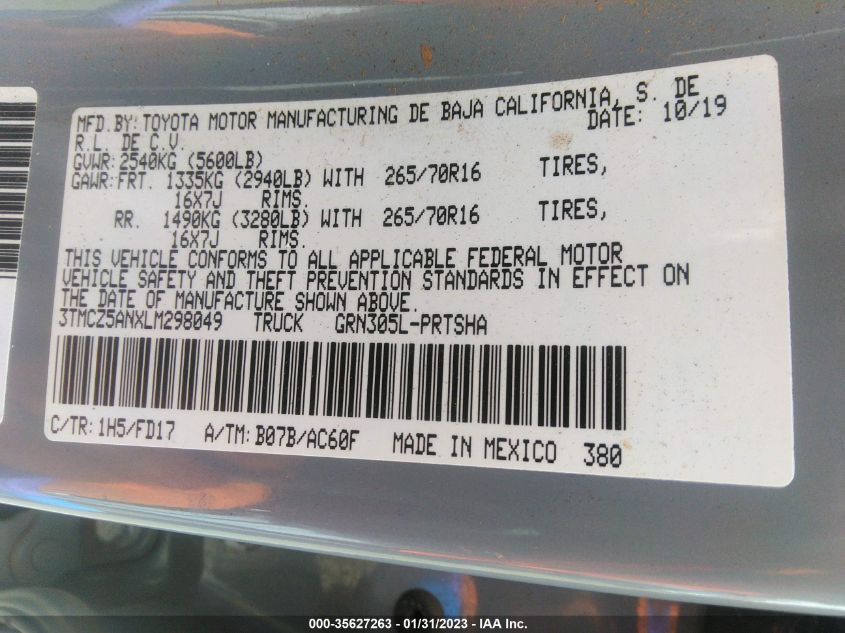 MFD.BY:TOYOTA MOTOR MANUFACTURING DE BAJA CALIFORNIA, S. DE
R.L. DE C.V. DATE: 10/19
GVWR:2540KG (5600LB)
GAWR:FRT. 1335KG (2940LB) WITH 265/70R16 TIRES,
16X7J RIMS.
RR. 1490KG (3280LB) WITH 265/70R16 TIRES,
16X7J RIMS.
THIS VEHICLE CONFORMS TO ALL APPLICABLE FEDERAL MOTOR
VEHICLE SAFETY AND THEFT PREVENTION STANDARDS IN EFFECT ON
THE DATE OF MANUFACTURE SHOWN ABOVE.
3TMCZ5ANXLM298049 TRUCK GRN305L-PRTSHA
C/TR:1H5/FD17 A/TM:B07B/AC60F MADE IN MEXICO 380
000-35627263 - 01/31/2023 - IAA Inc.